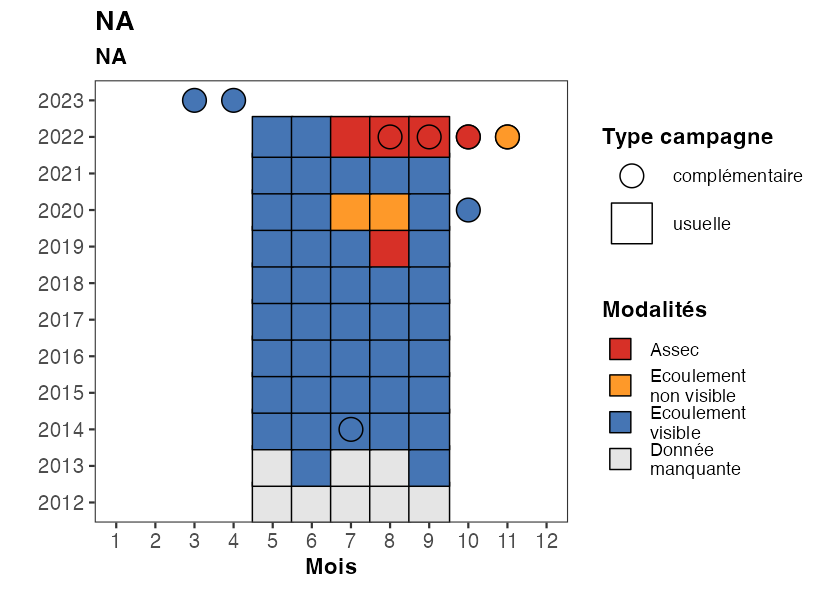 NA
NA
2023
2022
2021
2020
2019
2018
2017
2016
2015
2014
2013
2012
1 2 3 4 5 6 7 8 9 10 11 12
Mois
Type campagne
complémentaire
usuelle
Modalités
Assec
Ecoulement
non visible
Ecoulement
visible
Donnée
manquante